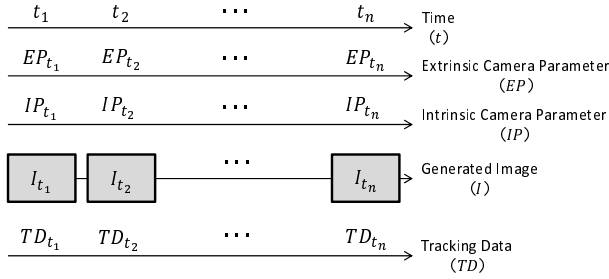 t₁ t₂ ⋯ tₙ Time
(t)
EPt₁ EPt₂ ⋯ EPtₙ Extrinsic Camera Parameter
(EP)
IPt₁ IPt₂ ⋯ IPtₙ Intrinsic Camera Parameter
(IP)
It₁ It₂ ⋯ Itₙ Generated Image
(I)
TDt₁ TDt₂ ⋯ TDtₙ Tracking Data
(TD)